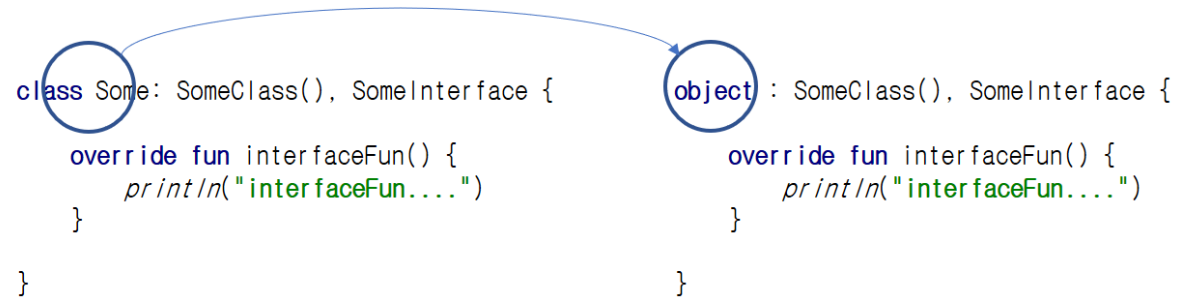 class Some: SomeClass(), SomeInterface {
override fun interfaceFun() {
println("interfaceFun....")
}
}
object : SomeClass(), SomeInterface {
override fun interfaceFun() {
println("interfaceFun....")
}
}